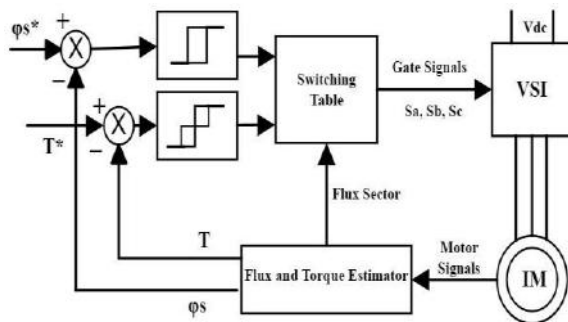 φs*
+
X
−
+
X
−
T*
Switching
Table
Gate Signals
Sa, Sb, Sc
Vdc
VSI
Flux Sector
T
Flux and Torque Estimator
Motor
Signals
IM
φs